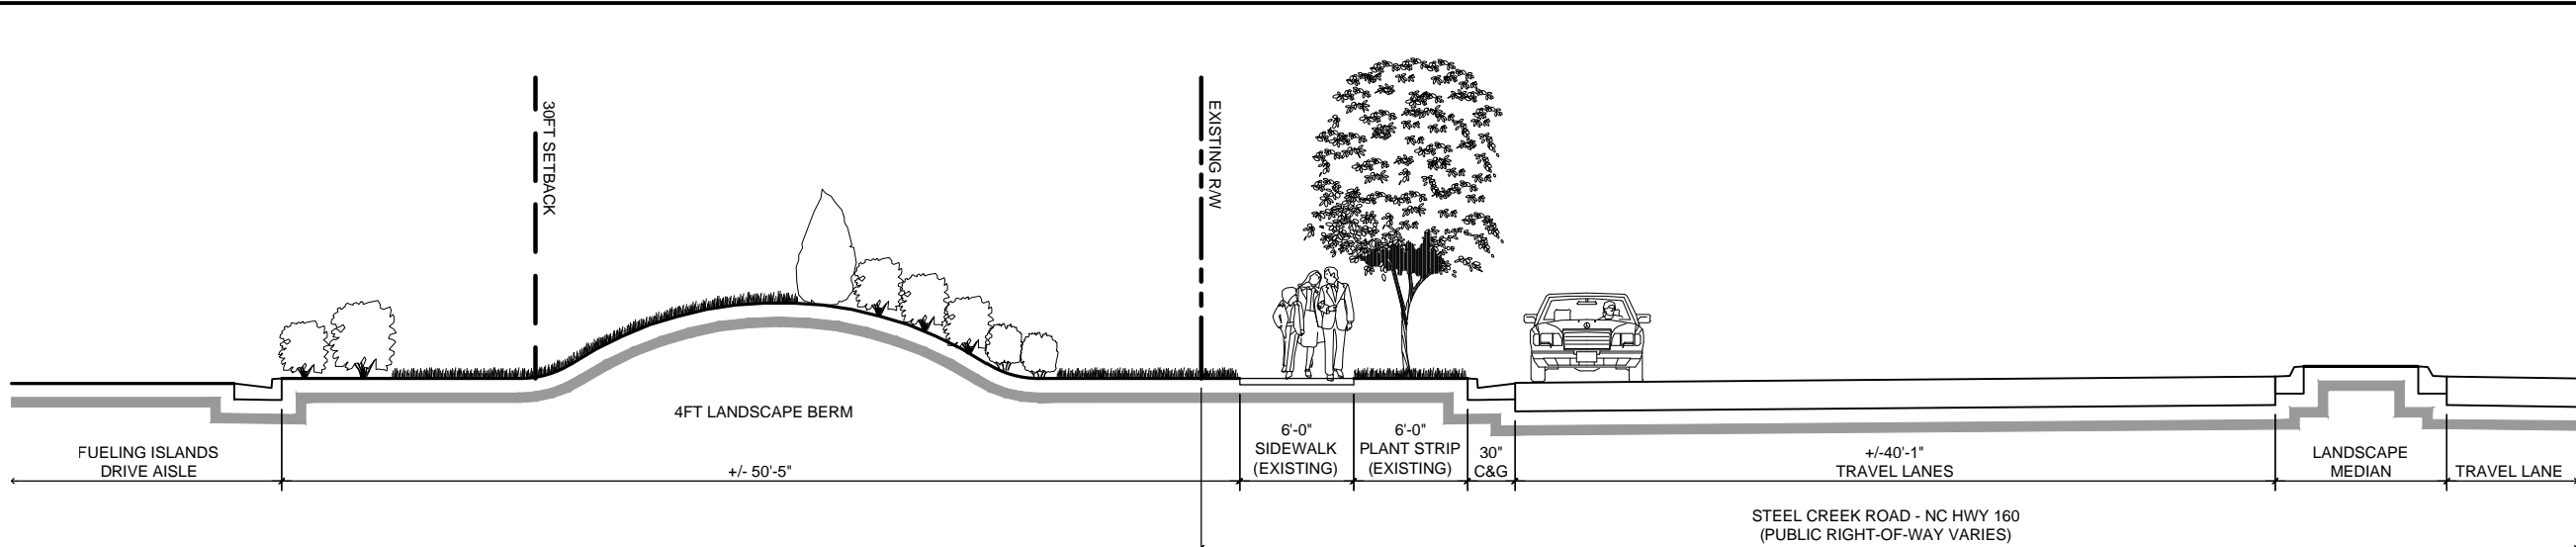 30FT SETBACK
EXISTING R/W
4FT LANDSCAPE BERM
FUELING ISLANDS
DRIVE AISLE
+/- 50'-5"
6'-0"
SIDEWALK
(EXISTING)
6'-0"
PLANT STRIP
(EXISTING)
30"
C&G
+/-40'-1"
TRAVEL LANES
LANDSCAPE
MEDIAN
TRAVEL LANE
STEEL CREEK ROAD - NC HWY 160
(PUBLIC RIGHT-OF-WAY VARIES)